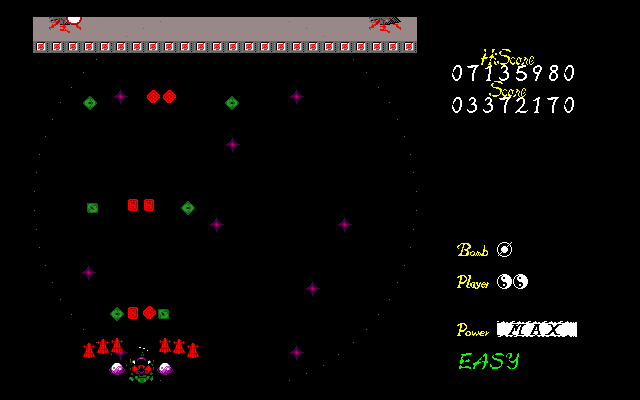 HiScore
07135980
Score
03372170
Bomb
Player
Power MAX
EASY